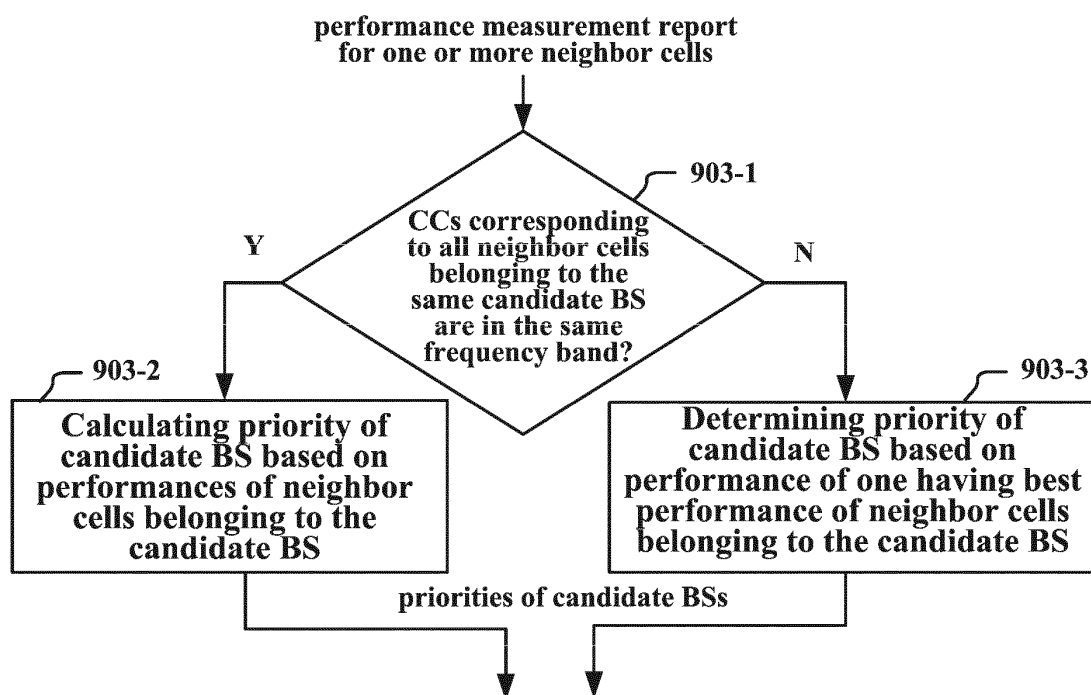 performance measurement report
for one or more neighbor cells
903-1
CCs corresponding
to all neighbor cells
belonging to the
same candidate BS
are in the same
frequency band?
Y
N
903-2
Calculating priority of
candidate BS based on
performances of neighbor
cells belonging to the
candidate BS
903-3
Determining priority of
candidate BS based on
performance of one having best
performance of neighbor cells
belonging to the candidate BS
priorities of candidate BSs